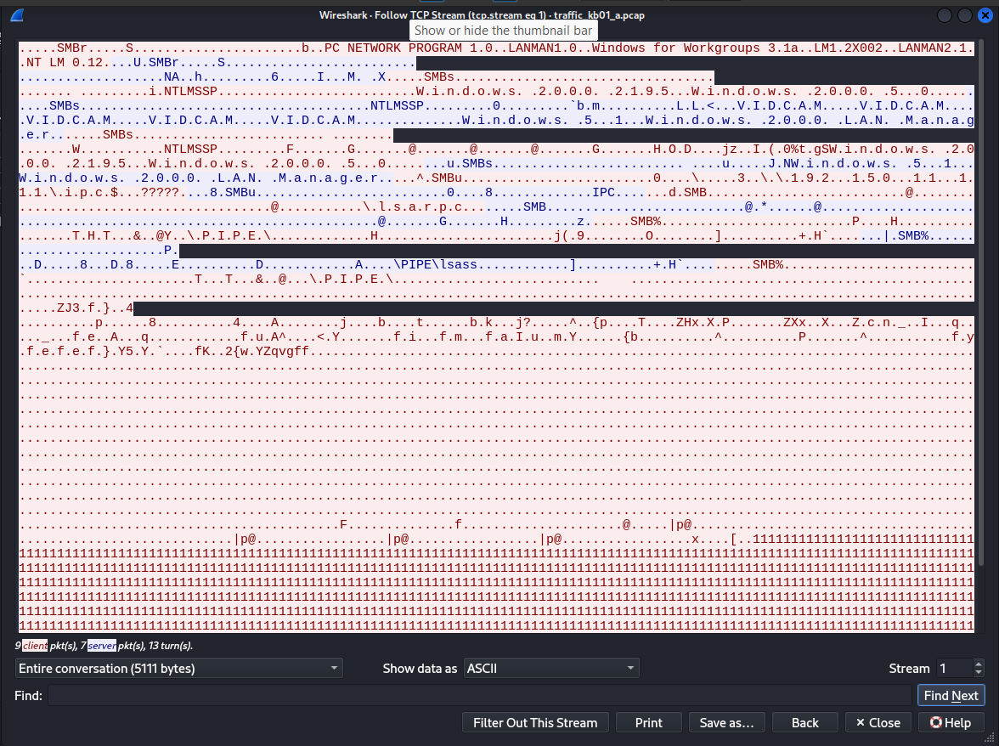 Wireshark · Follow TCP Stream (tcp.stream eq 1) · traffic_kb01_a.pcap
Show or hide the thumbnail bar
.....SMBr.....S......................b..PC NETWORK PROGRAM 1.0..LANMAN1.0..Windows for Workgroups 3.1a..LM1.2X002..LANMAN2.1.
.NT LM 0.12....U.SMBr.....S.........................
...................NA..h.........6.....I...M. .X.....SMBs................................
....... ..........i.NTLMSSP..........................W.i.n.d.o.w.s. .2.0.0.0. .2.1.9.5...W.i.n.d.o.w.s. .2.0.0.0. .5...0......
....SMBs......................................NTLMSSP.........0.........`b.m..........L.L.<...V.I.D.C.A.M.....V.I.D.C.A.M....
.V.I.D.C.A.M.....V.I.D.C.A.M.....V.I.D.C.A.M..............W.i.n.d.o.w.s. .5...1...W.i.n.d.o.w.s. .2.0.0.0. .L.A.N. .M.a.n.a.g
.e.r.......SMBs......................... .........
.......W...........NTLMSSP.........F.......G.......@.......@.......@.......G.......H.O.D....jz..I.(.0%t.gSW.i.n.d.o.w.s. .2.0
.0.0. .2.1.9.5...W.i.n.d.o.w.s. .2.0.0.0. .5...0.......u.SMBs..............................u.....J.NW.i.n.d.o.w.s. .5...1...
W.i.n.d.o.w.s. .2.0.0.0. .L.A.N. .M.a.n.a.g.e.r.....^.SMBu.........................0....\.....3. \.\.1.9.2...1.5.0...1.1...1.
1.1.\.i.p.c.$...?????....8.SMBu.........................0....8.............IPC.......d.SMB..........................@........
.................................@...........\.l.s.a.r.p.c.........SMB..........................@.*......@....................
...............................................@.......G.......H.........z......SMB%.........................P....H..........
.......T.H.T...&..@Y..\.P.I.P.E.\.............H.......................j(.9........O........]..........+.H`.......|.SMB%......
...................P.
..D.....8...D.8.....E..........D............A....\PIPE\lsass............]..........+.H`.........SMB%.........................
`......................T...T...&..@...\.P.I.P.E.\............................................................................
.............................................................................................................................
.....ZJ3.f.}..4
..........p......8..........4....A........j....b....t......b.k...j?.....^..{p....T....ZHx.X.P.......ZXx..X...Z.c.n._..I...q..
..._...f.e..A...q............f.u.A^....<.Y.......f.i...f.m...f.a.I.u..m.Y......{b..........^..........P.......^...........f.y
.f.e.f.e.f.}.Y5.Y.`....fK..2{w.YZqvgff.......................................................................................
.............................................................................................................................
.............................................................................................................................
.............................................................................................................................
.............................................................................................................................
.............................................................................................................................
.............................................................................................................................
.............................................................................................................................
.............................................................................................................................
.............................................................................................................................
.............................................................................................................................
.............................................................................................................................
..........................................F..............f.....................@.....|p@.....................................
............................|p@.................|p@.................|p@.................x....[..11111111111111111111111111111
11111111111111111111111111111111111111111111111111111111111111111111111111111111111111111111111111111111111111111111111111111
11111111111111111111111111111111111111111111111111111111111111111111111111111111111111111111111111111111111111111111111111111
11111111111111111111111111111111111111111111111111111111111111111111111111111111111111111111111111111111111111111111111111111
11111111111111111111111111111111111111111111111111111111111111111111111111111111111111111111111111111111111111111111111111111
11111111111111111111111111111111111111111111111111111111111111111111111111111111111111111111111111111111111111111111111111111
11111111111111111111111111111111111111111111111111111111111111111111111111111111111111111111111111111111111111111111111111111
9 client pkt(s), 7 server pkt(s), 13 turn(s).
Entire conversation (5111 bytes) Show data as ASCII Stream 1
Find: Find Next
Filter Out This Stream Print Save as… Back × Close Help